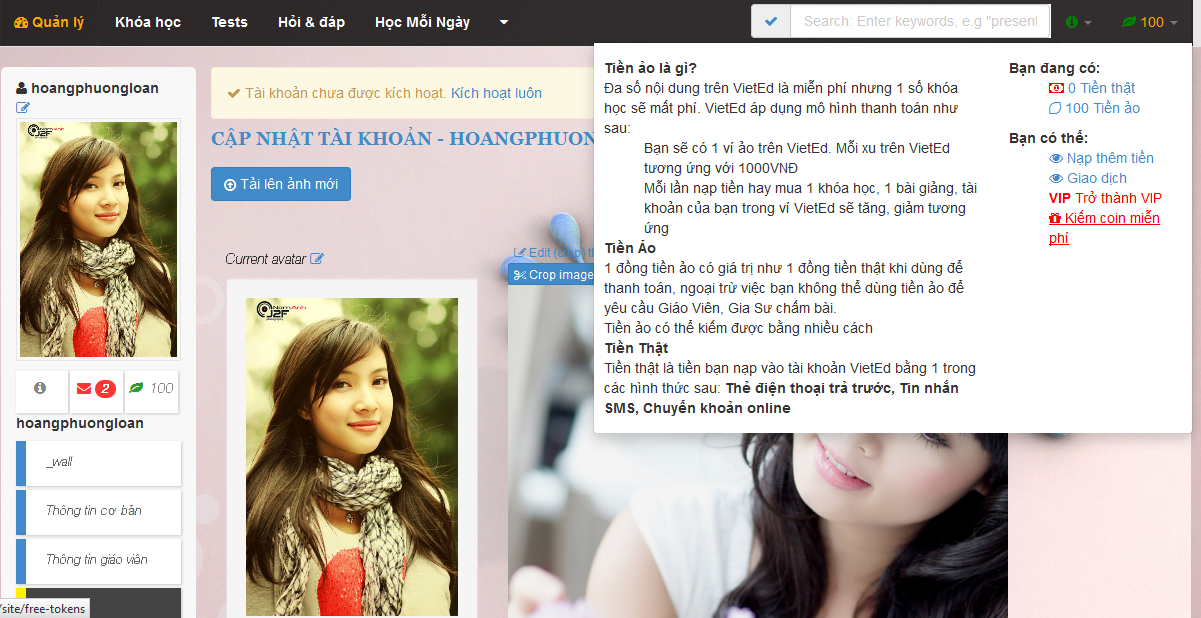 Quản lý
Khóa học
Tests
Hỏi & đáp
Học Mỗi Ngày
Search: Enter keywords, e.g "present
100
hoangphuongloan
NamAnh
J2F
2
100
hoangphuongloan
_wall
Thông tin cơ bản
Thông tin giáo viên
/site/free-tokens
Tài khoản chưa được kích hoạt. Kích hoạt luôn
CẬP NHẬT TÀI KHOẢN - HOANGPHUON
Tải lên ảnh mới
Current avatar
NamAnh
J2F
Edit (crop) th
Crop image
Tiền ảo là gì?
Đa số nội dung trên VietEd là miễn phí nhưng 1 số khóa
học sẽ mất phí. VietEd áp dụng mô hình thanh toán như
sau:
Bạn sẽ có 1 ví ảo trên VietEd. Mỗi xu trên VietEd
tương ứng với 1000VNĐ
Mỗi lần nạp tiền hay mua 1 khóa học, 1 bài giảng, tài
khoản của bạn trong ví VietEd sẽ tăng, giảm tương
ứng
Tiền Ảo
1 đồng tiền ảo có giá trị như 1 đồng tiền thật khi dùng để
thanh toán, ngoại trừ việc bạn không thể dùng tiền ảo để
yêu cầu Giáo Viên, Gia Sư chấm bài.
Tiền ảo có thể kiếm được bằng nhiều cách
Tiền Thật
Tiền thật là tiền bạn nạp vào tài khoản VietEd bằng 1 trong
các hình thức sau: Thẻ điện thoại trả trước, Tin nhắn
SMS, Chuyển khoản online
Bạn đang có:
0 Tiền thật
100 Tiền ảo
Bạn có thể:
Nạp thêm tiền
Giao dịch
VIP Trở thành VIP
Kiếm coin miễn
phí